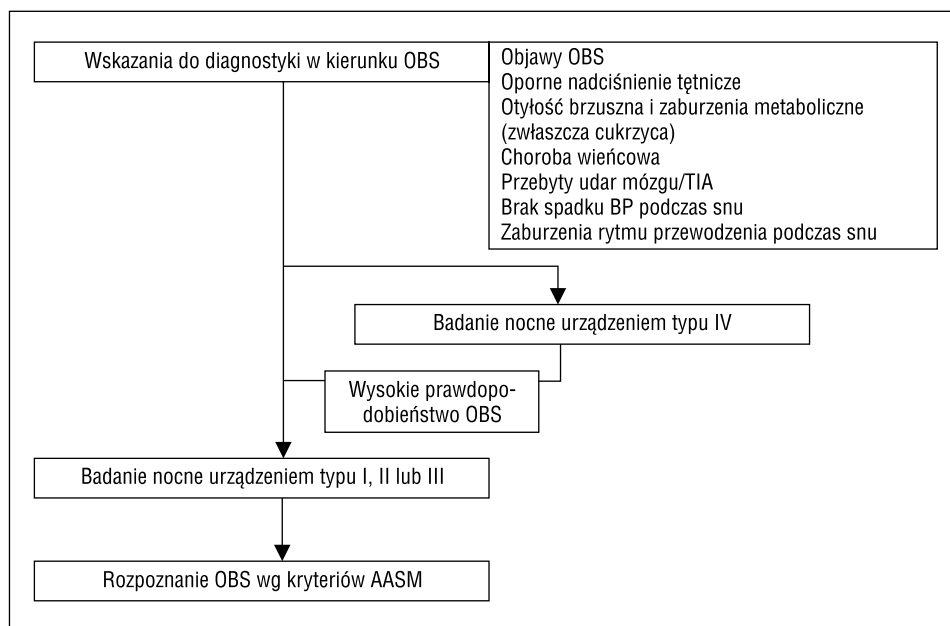 Wskazania do diagnostyki w kierunku OBS
Objawy OBS
Oporne nadciśnienie tętnicze
Otyłość brzuszna i zaburzenia metaboliczne
(zwłaszcza cukrzyca)
Choroba wieńcowa
Przebyty udar mózgu/TIA
Brak spadku BP podczas snu
Zaburzenia rytmu przewodzenia podczas snu
Badanie nocne urządzeniem typu IV
Wysokie prawdopo-
dobieństwo OBS
Badanie nocne urządzeniem typu I, II lub III
Rozpoznanie OBS wg kryteriów AASM